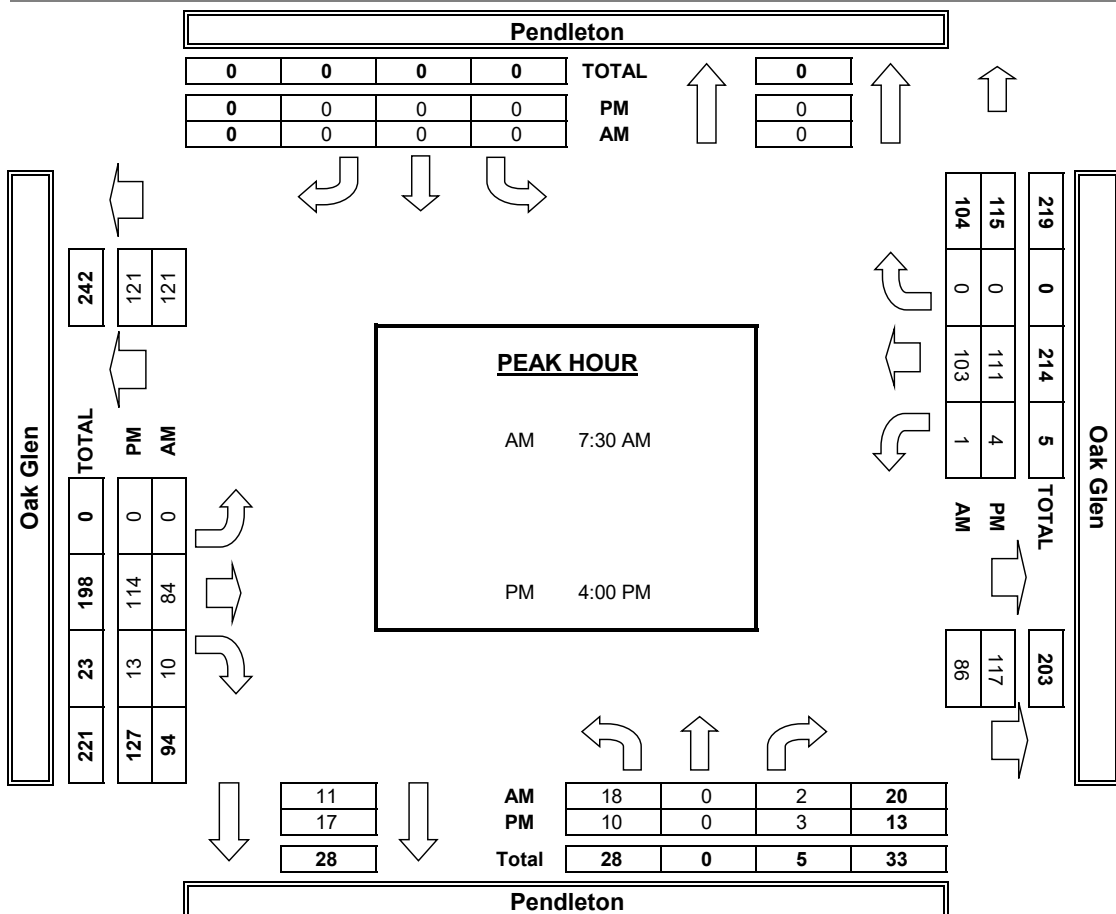 Pendleton
0 0 0 0 TOTAL 0
0 0 0 0 PM 0
0 0 0 0 AM 0
Oak Glen
242
121
121
TOTAL
PM
AM
0 198 23 221
0 114 13 127
0 84 10 94
PEAK HOUR
AM 7:30 AM
PM 4:00 PM
219 0 214 5 TOTAL
115 0 111 4 PM
104 0 103 1 AM
203
117
86
Oak Glen
11 AM 18 0 2 20
17 PM 10 0 3 13
28 Total 28 0 5 33
Pendleton